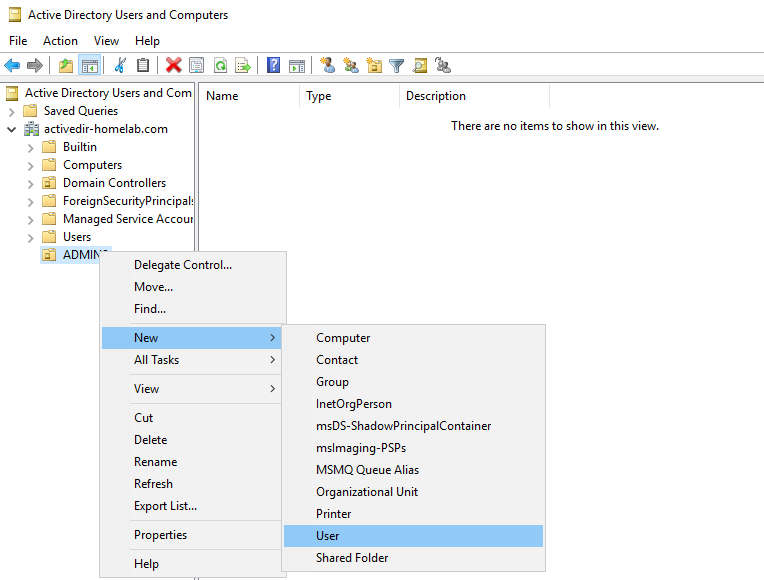 Active Directory Users and Computers
File Action View Help
Active Directory Users and Com
Name Type Description
Saved Queries
There are no items to show in this view.
activedir-homelab.com
Builtin
Computers
Domain Controllers
ForeignSecurityPrincipals
Managed Service Accour
Users
ADMINS
Delegate Control...
Move...
Find...
New
All Tasks
View
Cut
Delete
Rename
Refresh
Export List...
Properties
Help
Computer
Contact
Group
InetOrgPerson
msDS-ShadowPrincipalContainer
msImaging-PSPs
MSMQ Queue Alias
Organizational Unit
Printer
User
Shared Folder